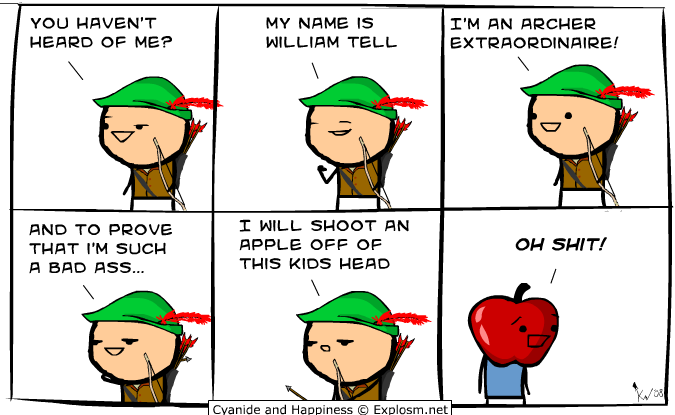 YOU HAVEN'T
HEARD OF ME?
MY NAME IS
WILLIAM TELL
I'M AN ARCHER
EXTRAORDINAIRE!
AND TO PROVE
THAT I'M SUCH
A BAD ASS...
I WILL SHOOT AN
APPLE OFF OF
THIS KIDS HEAD
OH SHIT!
Cyanide and Happiness © Explosm.net